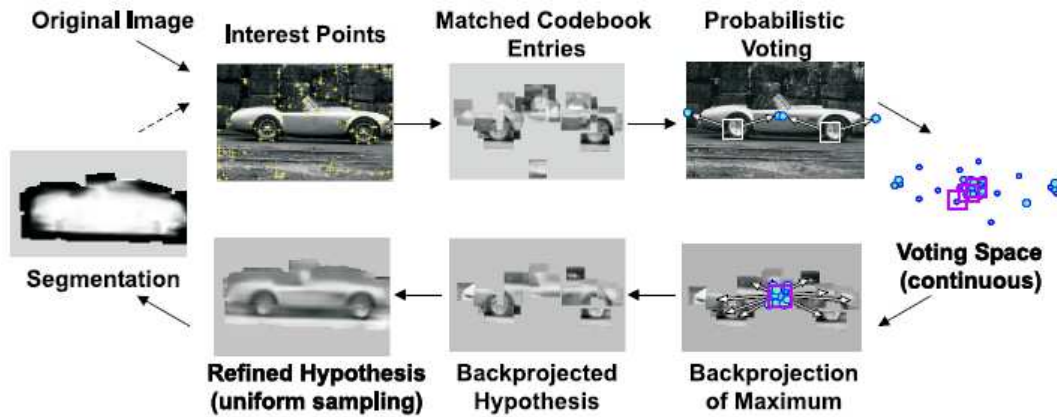 Original Image
Interest Points
Matched Codebook
Entries
Probabilistic
Voting
Voting Space
(continuous)
Segmentation
Refined Hypothesis
(uniform sampling)
Backprojected
Hypothesis
Backprojection
of Maximum